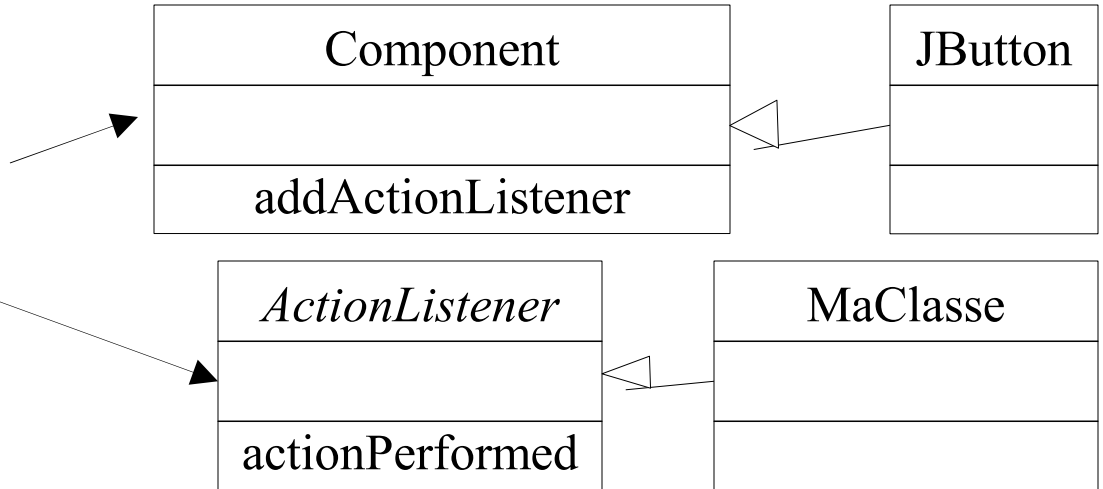 Component
JButton
addActionListener
ActionListener
MaClasse
actionPerformed